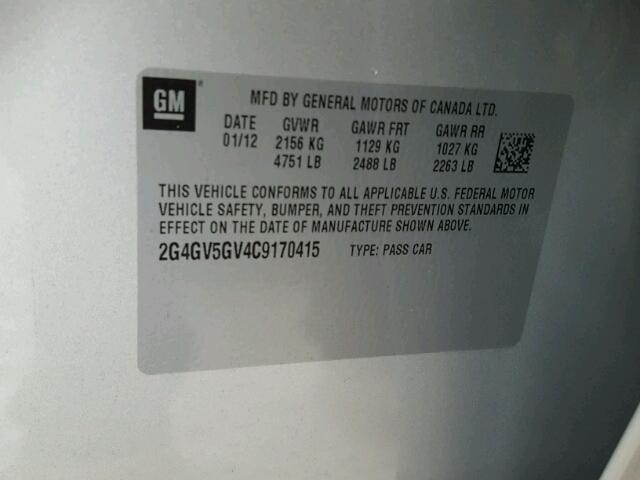 GM ®
MFD BY GENERAL MOTORS OF CANADA LTD.
DATE GVWR GAWR FRT GAWR RR
01/12 2156 KG 1129 KG 1027 KG
4751 LB 2488 LB 2263 LB
THIS VEHICLE CONFORMS TO ALL APPLICABLE U.S. FEDERAL MOTOR
VEHICLE SAFETY, BUMPER, AND THEFT PREVENTION STANDARDS IN
EFFECT ON THE DATE OF MANUFACTURE SHOWN ABOVE.
2G4GV5GV4C9170415 TYPE: PASS CAR